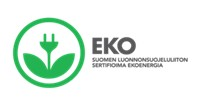 EKO
SUOMEN LUONNONSUOJELULIITON
SERTIFIOIMA EKOENERGIA